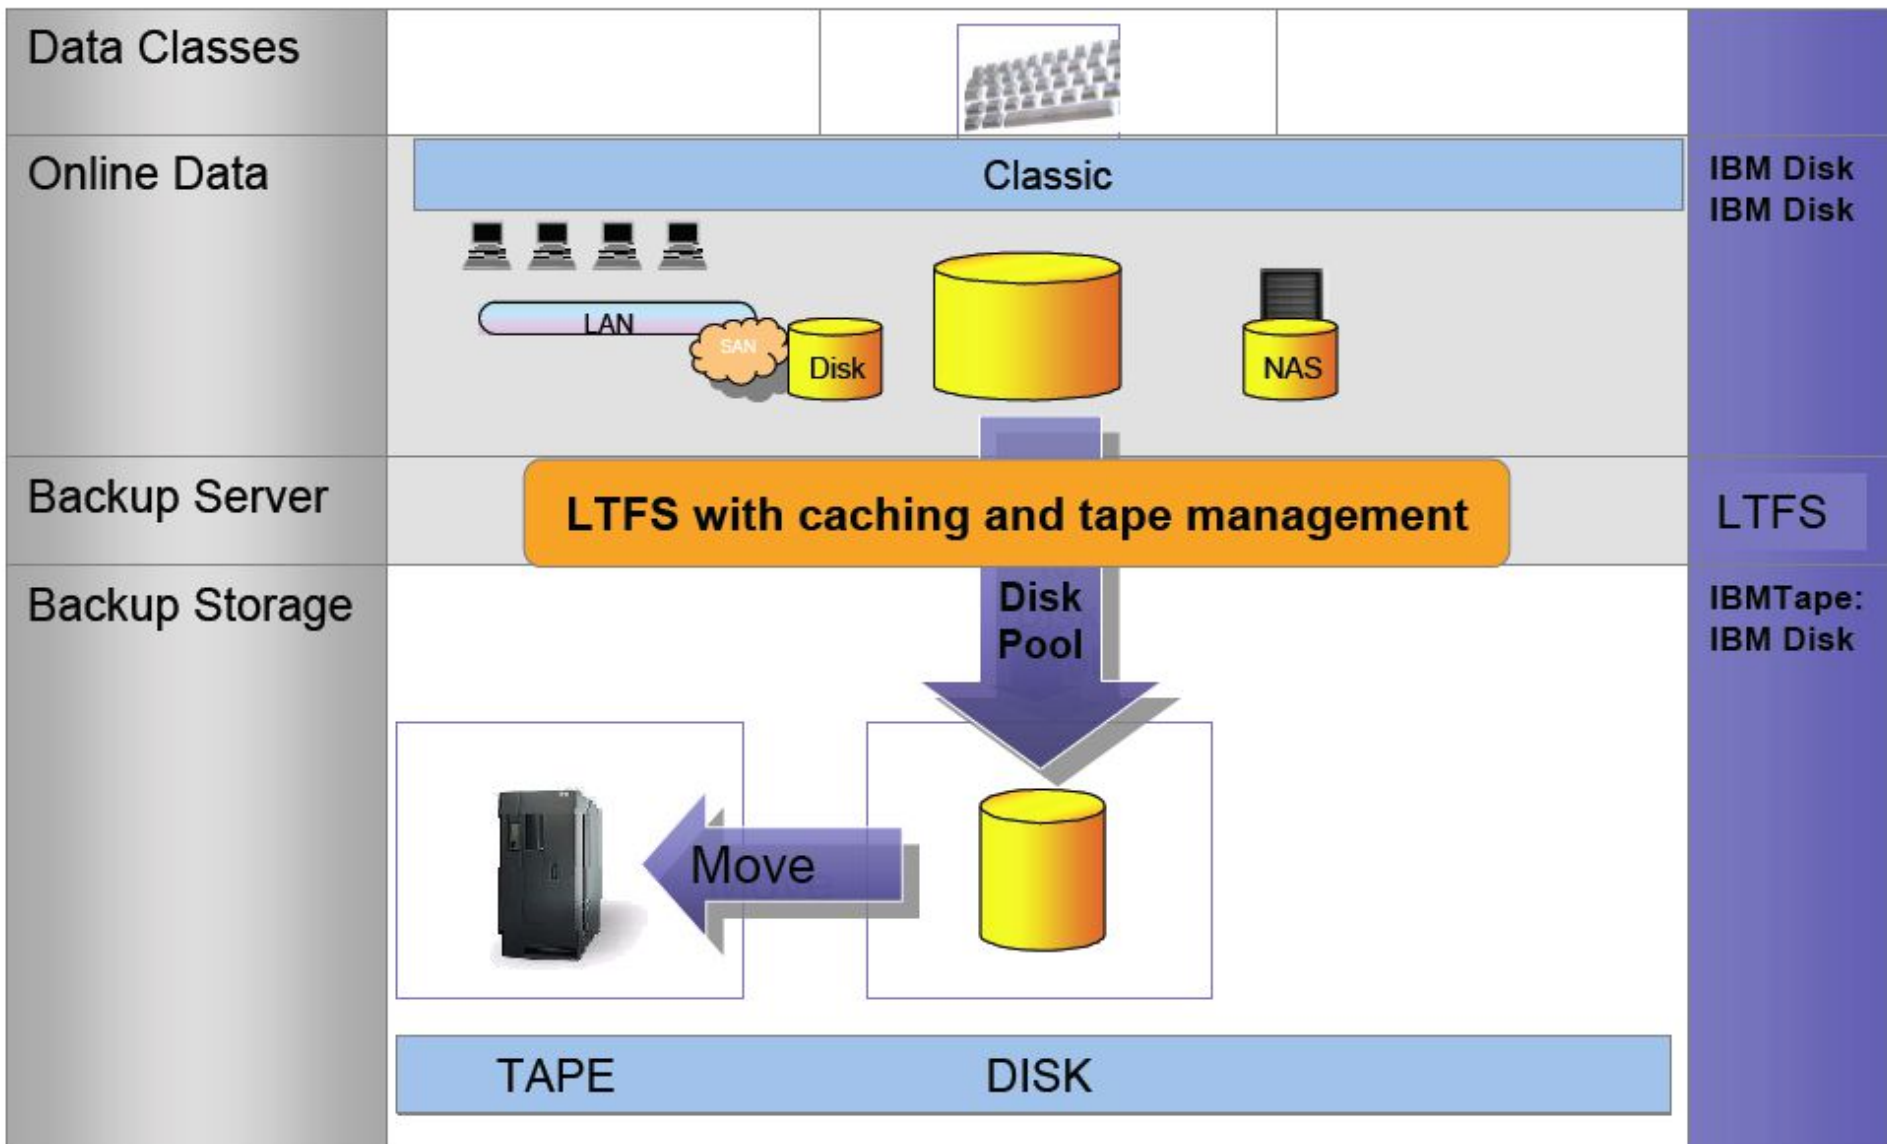 Data Classes
Online Data
Classic
IBM Disk
IBM Disk
LAN
SAN
Disk
NAS
Backup Server
LTFS with caching and tape management
LTFS
Backup Storage
Disk
Pool
IBMTape:
IBM Disk
Move
TAPE
DISK